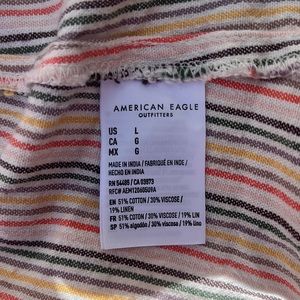 AMERICAN EAGLE
OUTFITTERS
US L
CA G
MX G
MADE IN INDIA / FABRIQUÉ EN INDE /
HECHO EN INDIA
RN 54485 / CA 03973
EN 51% COTTON / 30% VISCOSE /
19% LINEN
FR 51% COTON / 30% VISCOSE / 19% LIN
SP 51% algodón / 30% viscosa / 19% Lino